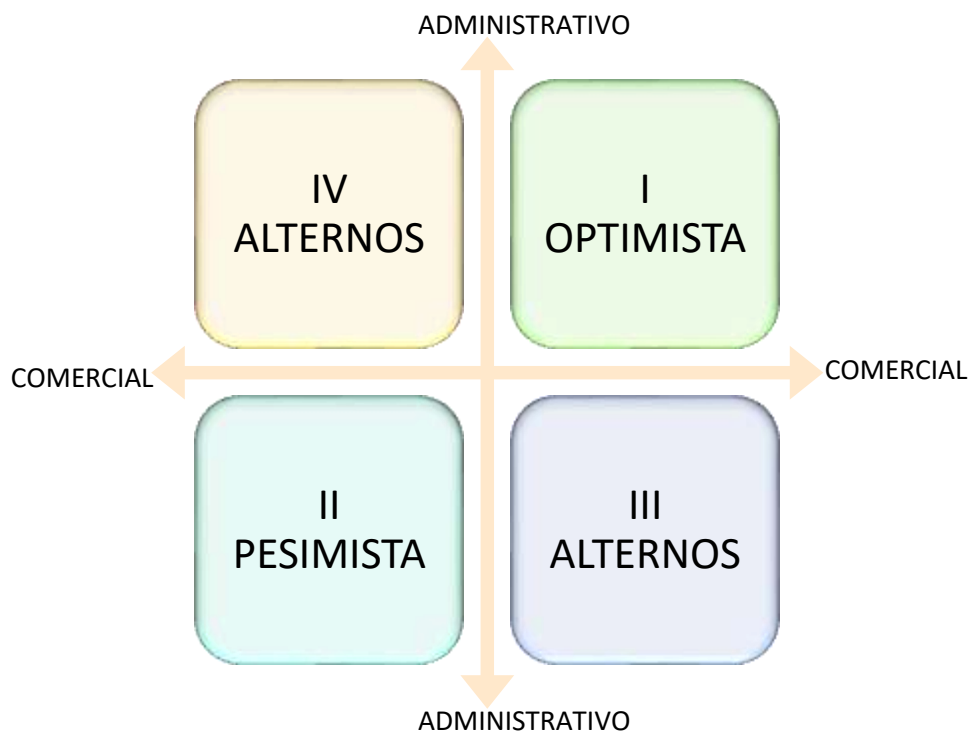 ADMINISTRATIVO
IV
ALTERNOS
I
OPTIMISTA
COMERCIAL
COMERCIAL
II
PESIMISTA
III
ALTERNOS
ADMINISTRATIVO